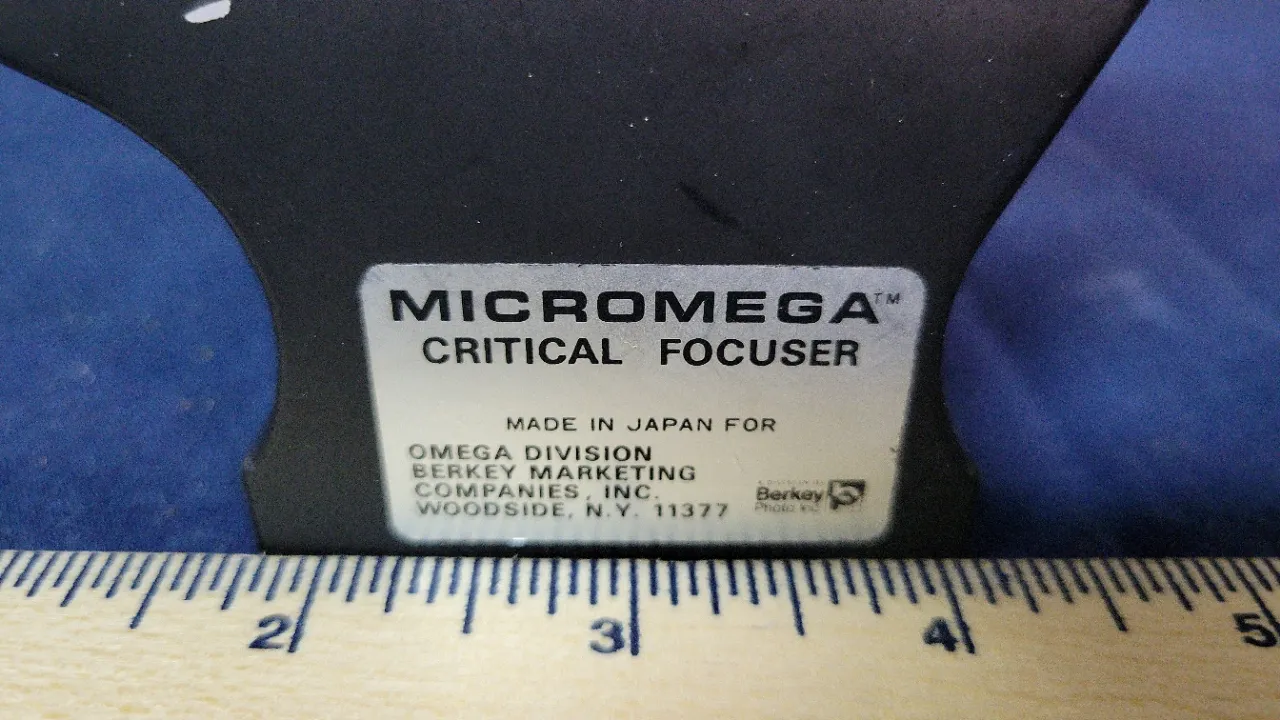 MICROMEGA™
CRITICAL FOCUSER
MADE IN JAPAN FOR
OMEGA DIVISION
BERKEY MARKETING
COMPANIES, INC.
WOODSIDE, N.Y. 11377
Berkey
Photo Inc
2 3 4 5